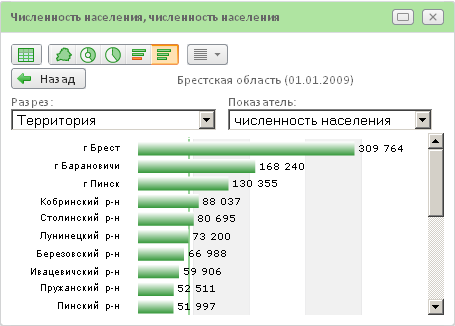 Численность населения, численность населения
Назад
Брестская область (01.01.2009)
Разрез: Показатель:
Территория численность населения
г Брест 309 764
г Барановичи 168 240
г Пинск 130 355
Кобринский р-н 88 037
Столинский р-н 80 695
Лунинецкий р-н 73 200
Березовский р-н 66 988
Ивацевичский р-н 59 906
Пружанский р-н 52 511
Пинский р-н 51 997